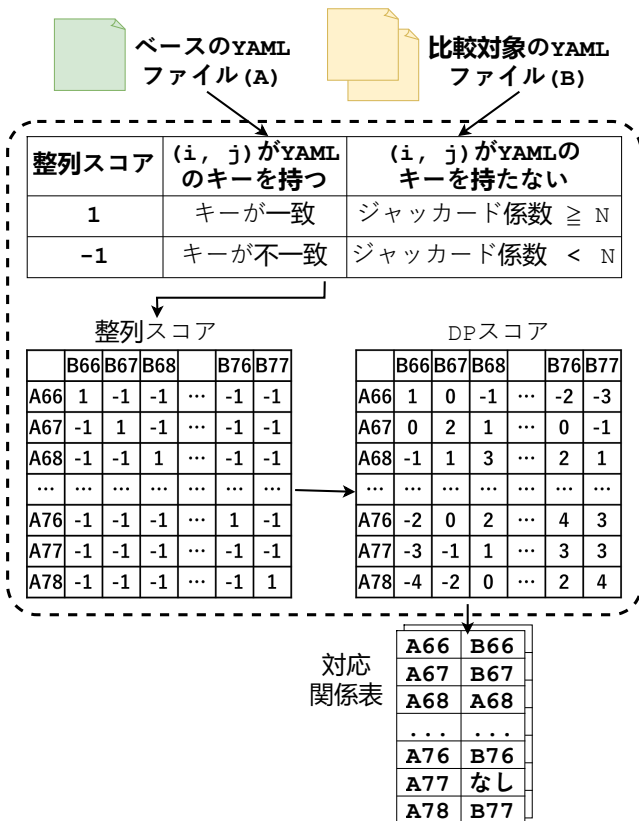 ベースのYAML
ファイル(A)
比較対象のYAML
ファイル(B)
整列スコア (i, j)がYAML のキーを持つ (i, j)がYAMLの キーを持たない
1 キーが一致 ジャッカード係数 ≧ N
-1 キーが不一致 ジャッカード係数 < N
整列スコア
B66 B67 B68 B76 B77
A66 1 -1 -1 … -1 -1
A67 -1 1 -1 … -1 -1
A68 -1 -1 1 … -1 -1
… … … … … … …
A76 -1 -1 -1 … 1 -1
A77 -1 -1 -1 … -1 -1
A78 -1 -1 -1 … -1 1
DPスコア
B66 B67 B68 B76 B77
A66 1 0 -1 … -2 -3
A67 0 2 1 … 0 -1
A68 -1 1 3 … 2 1
… … … … … … …
A76 -2 0 2 … 4 3
A77 -3 -1 1 … 3 3
A78 -4 -2 0 … 2 4
対応
関係表
A66 B66
A67 B67
A68 A68
... ...
A76 B76
A77 なし
A78 B77